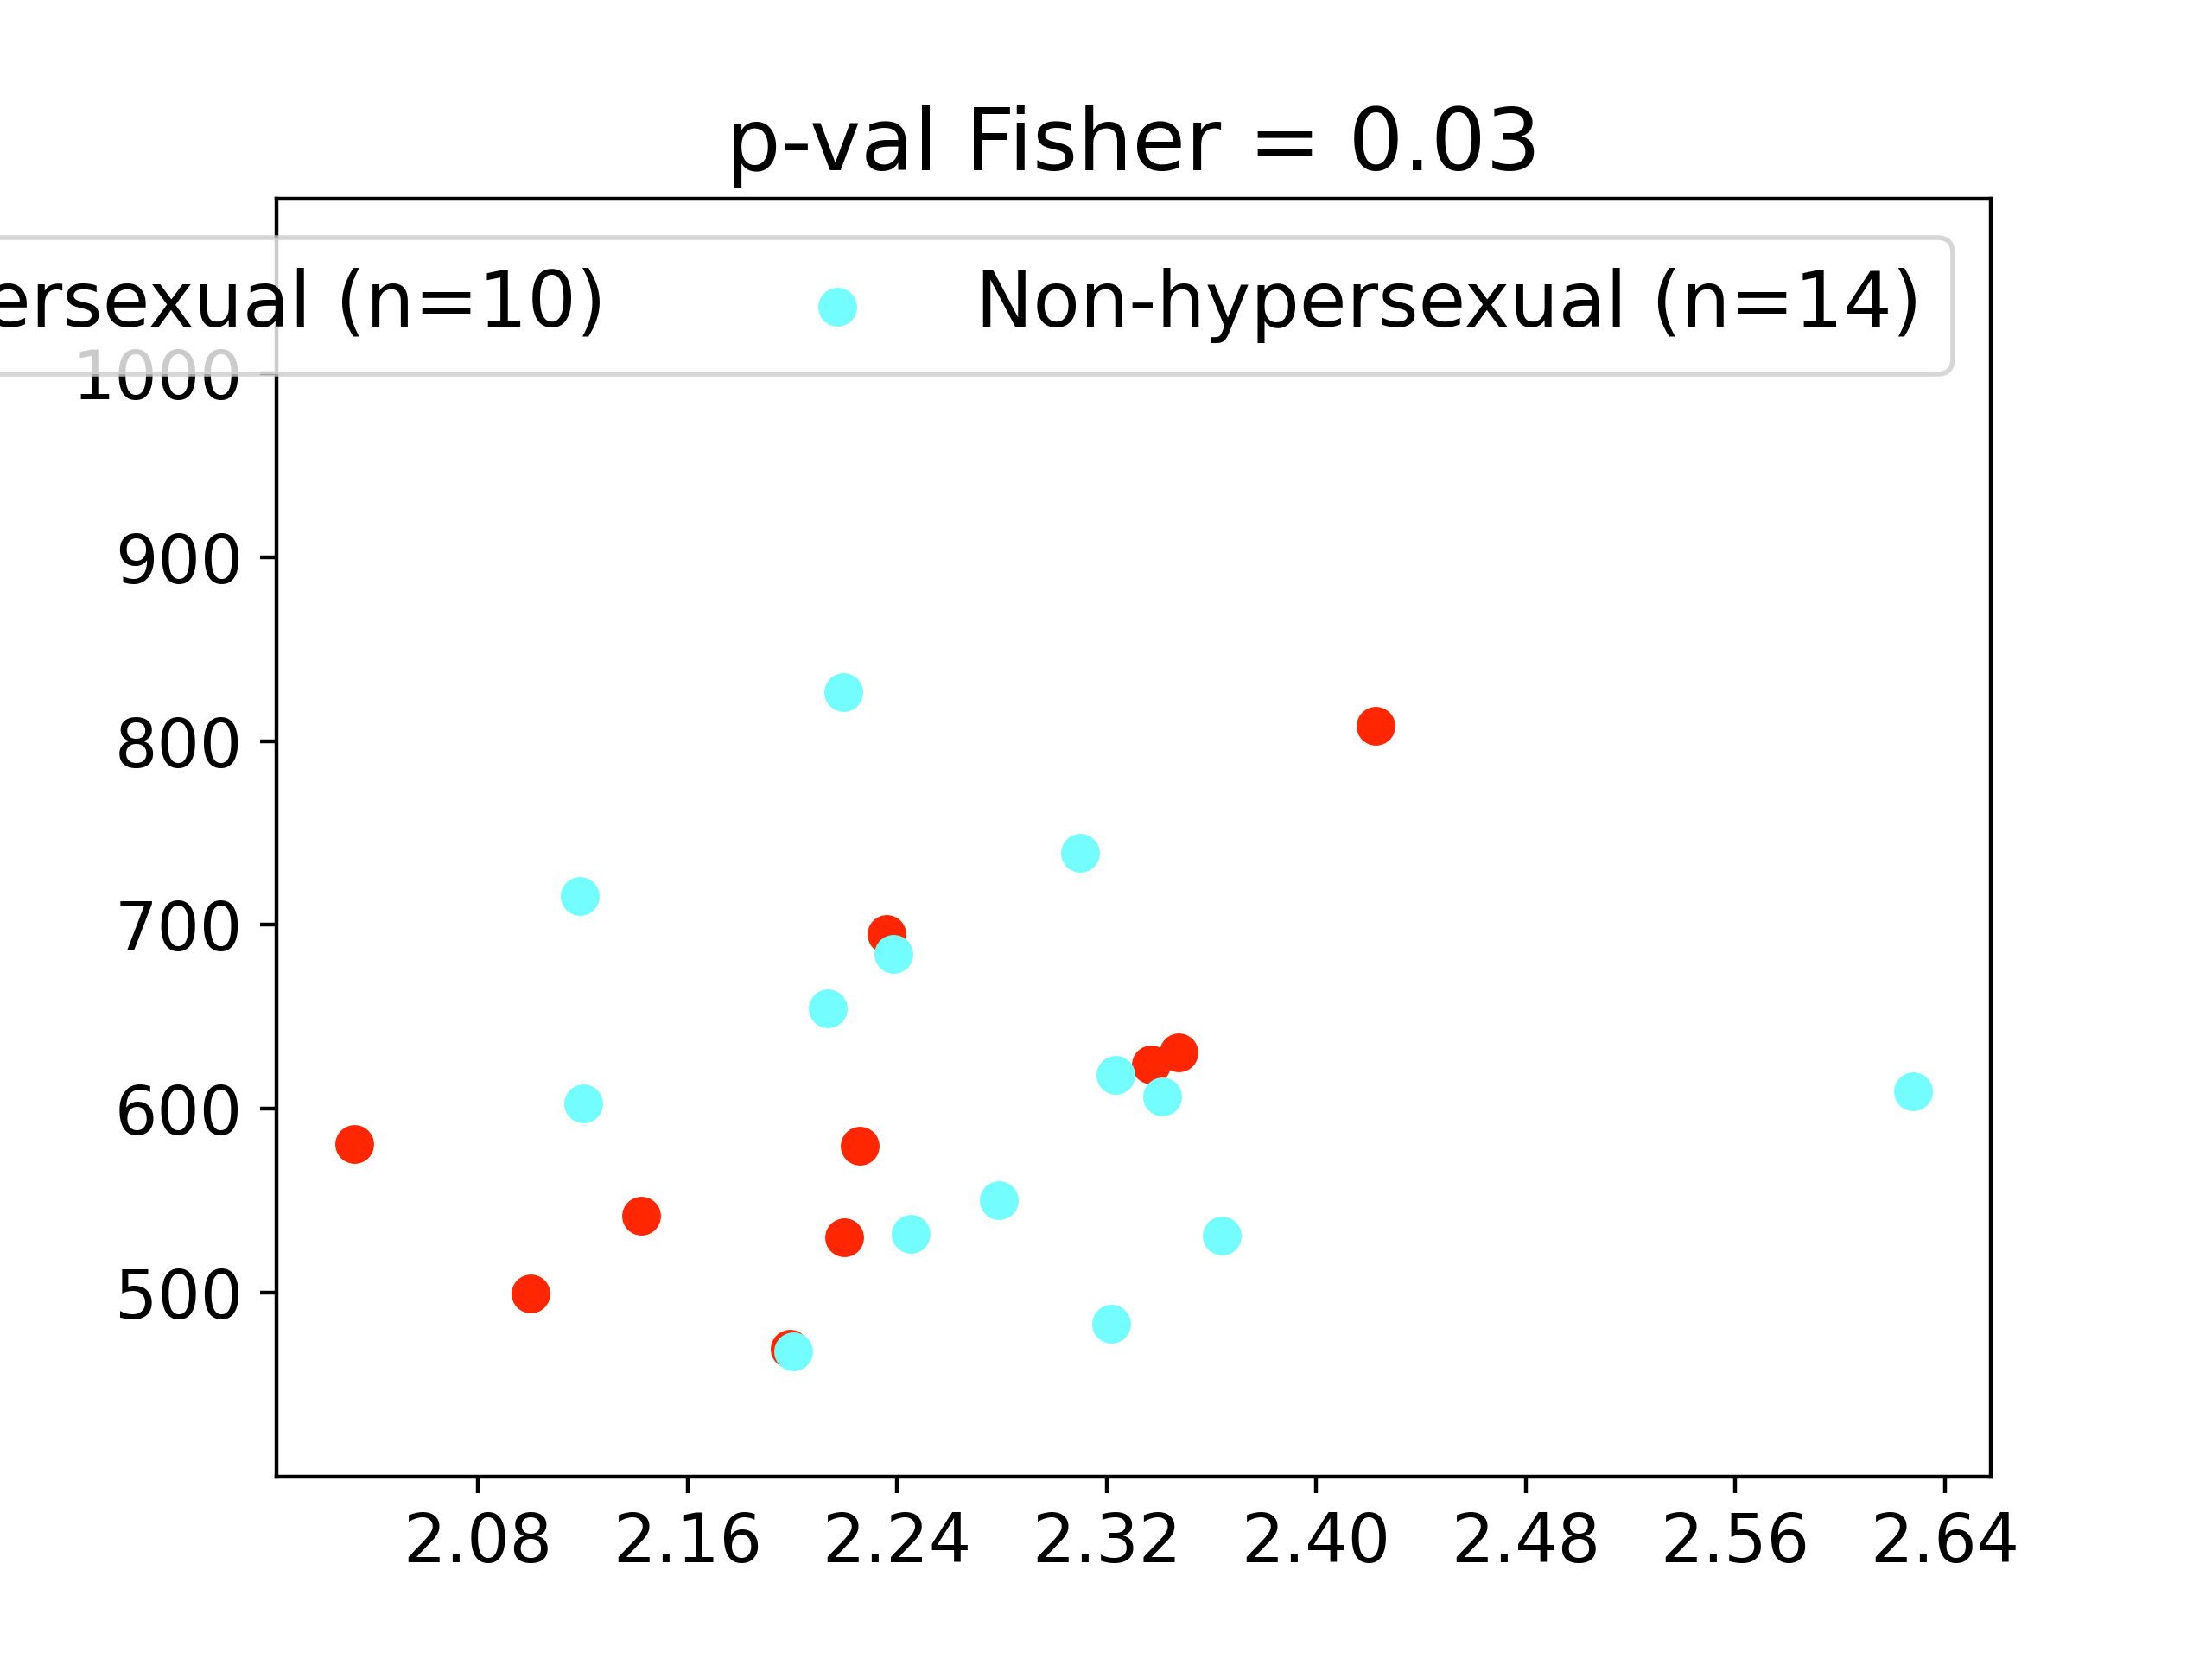 p-val Fisher = 0.03
ersexual (n=10) Non-hypersexual (n=14)
1000
900
800
700
600
500
2.08 2.16 2.24 2.32 2.40 2.48 2.56 2.64